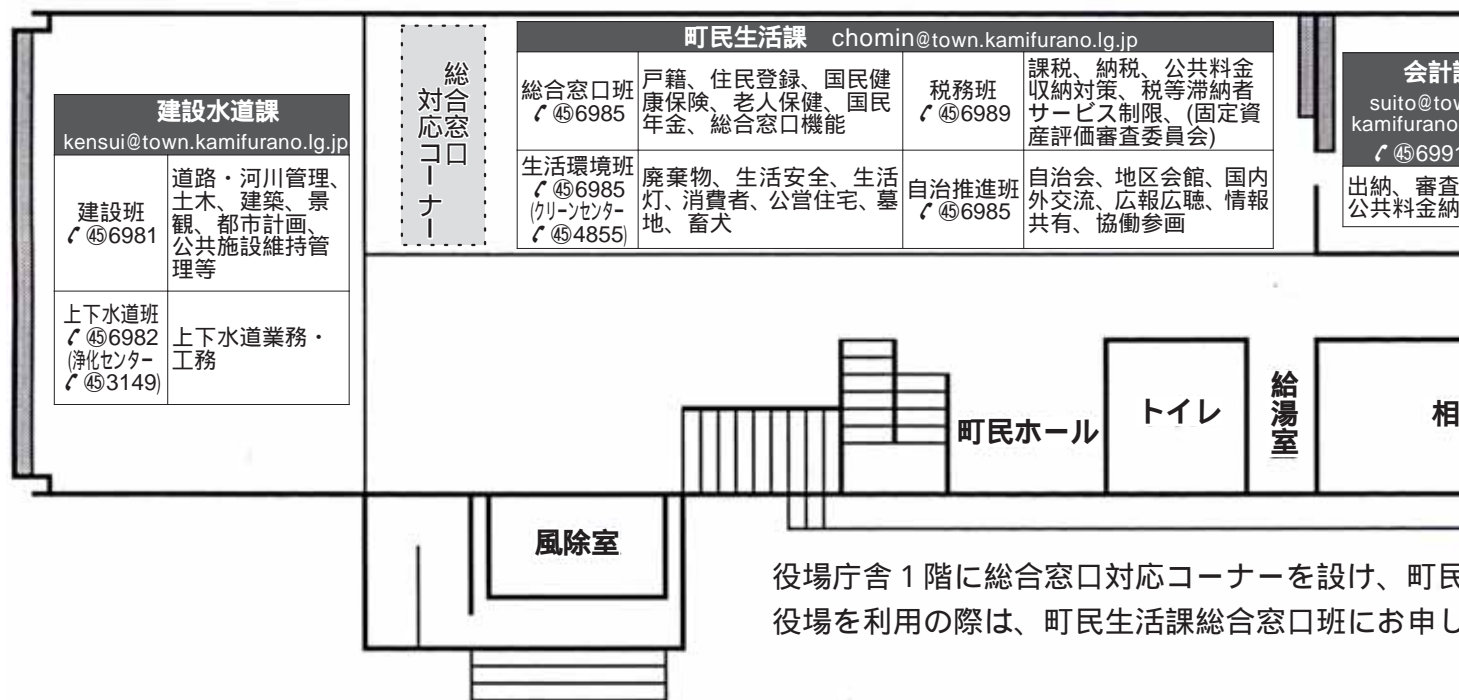 建設水道課
kensui@town.kamifurano.lg.jp
建設班
㊺6981
道路・河川管理、
土木、建築、景
観、都市計画、
公共施設維持管
理等
上下水道班
㊺6982
(浄化センター
㊺3149)
上下水道業務・
工務
総合窓口
対応コーナー
町民生活課 chomin@town.kamifurano.lg.jp
総合窓口班
㊺6985
戸籍、住民登録、国民健
康保険、老人保健、国民
年金、総合窓口機能
税務班
㊺6989
課税、納税、公共料金
収納対策、税等滞納者
サービス制限、(固定資
産評価審査委員会)
生活環境班
㊺6985
(クリーンセンター
㊺4855)
廃棄物、生活安全、生活
灯、消費者、公営住宅、墓
地、畜犬
自治推進班
㊺6985
自治会、地区会館、国内
外交流、広報広聴、情報
共有、協働参画
会計
suito@tow
kamifurano
㊺6991
出納、審査
公共料金納
町民ホール
トイレ
給湯室
相
風除室
役場庁舎1階に総合窓口対応コーナーを設け、町民
役場を利用の際は、町民生活課総合窓口班にお申し